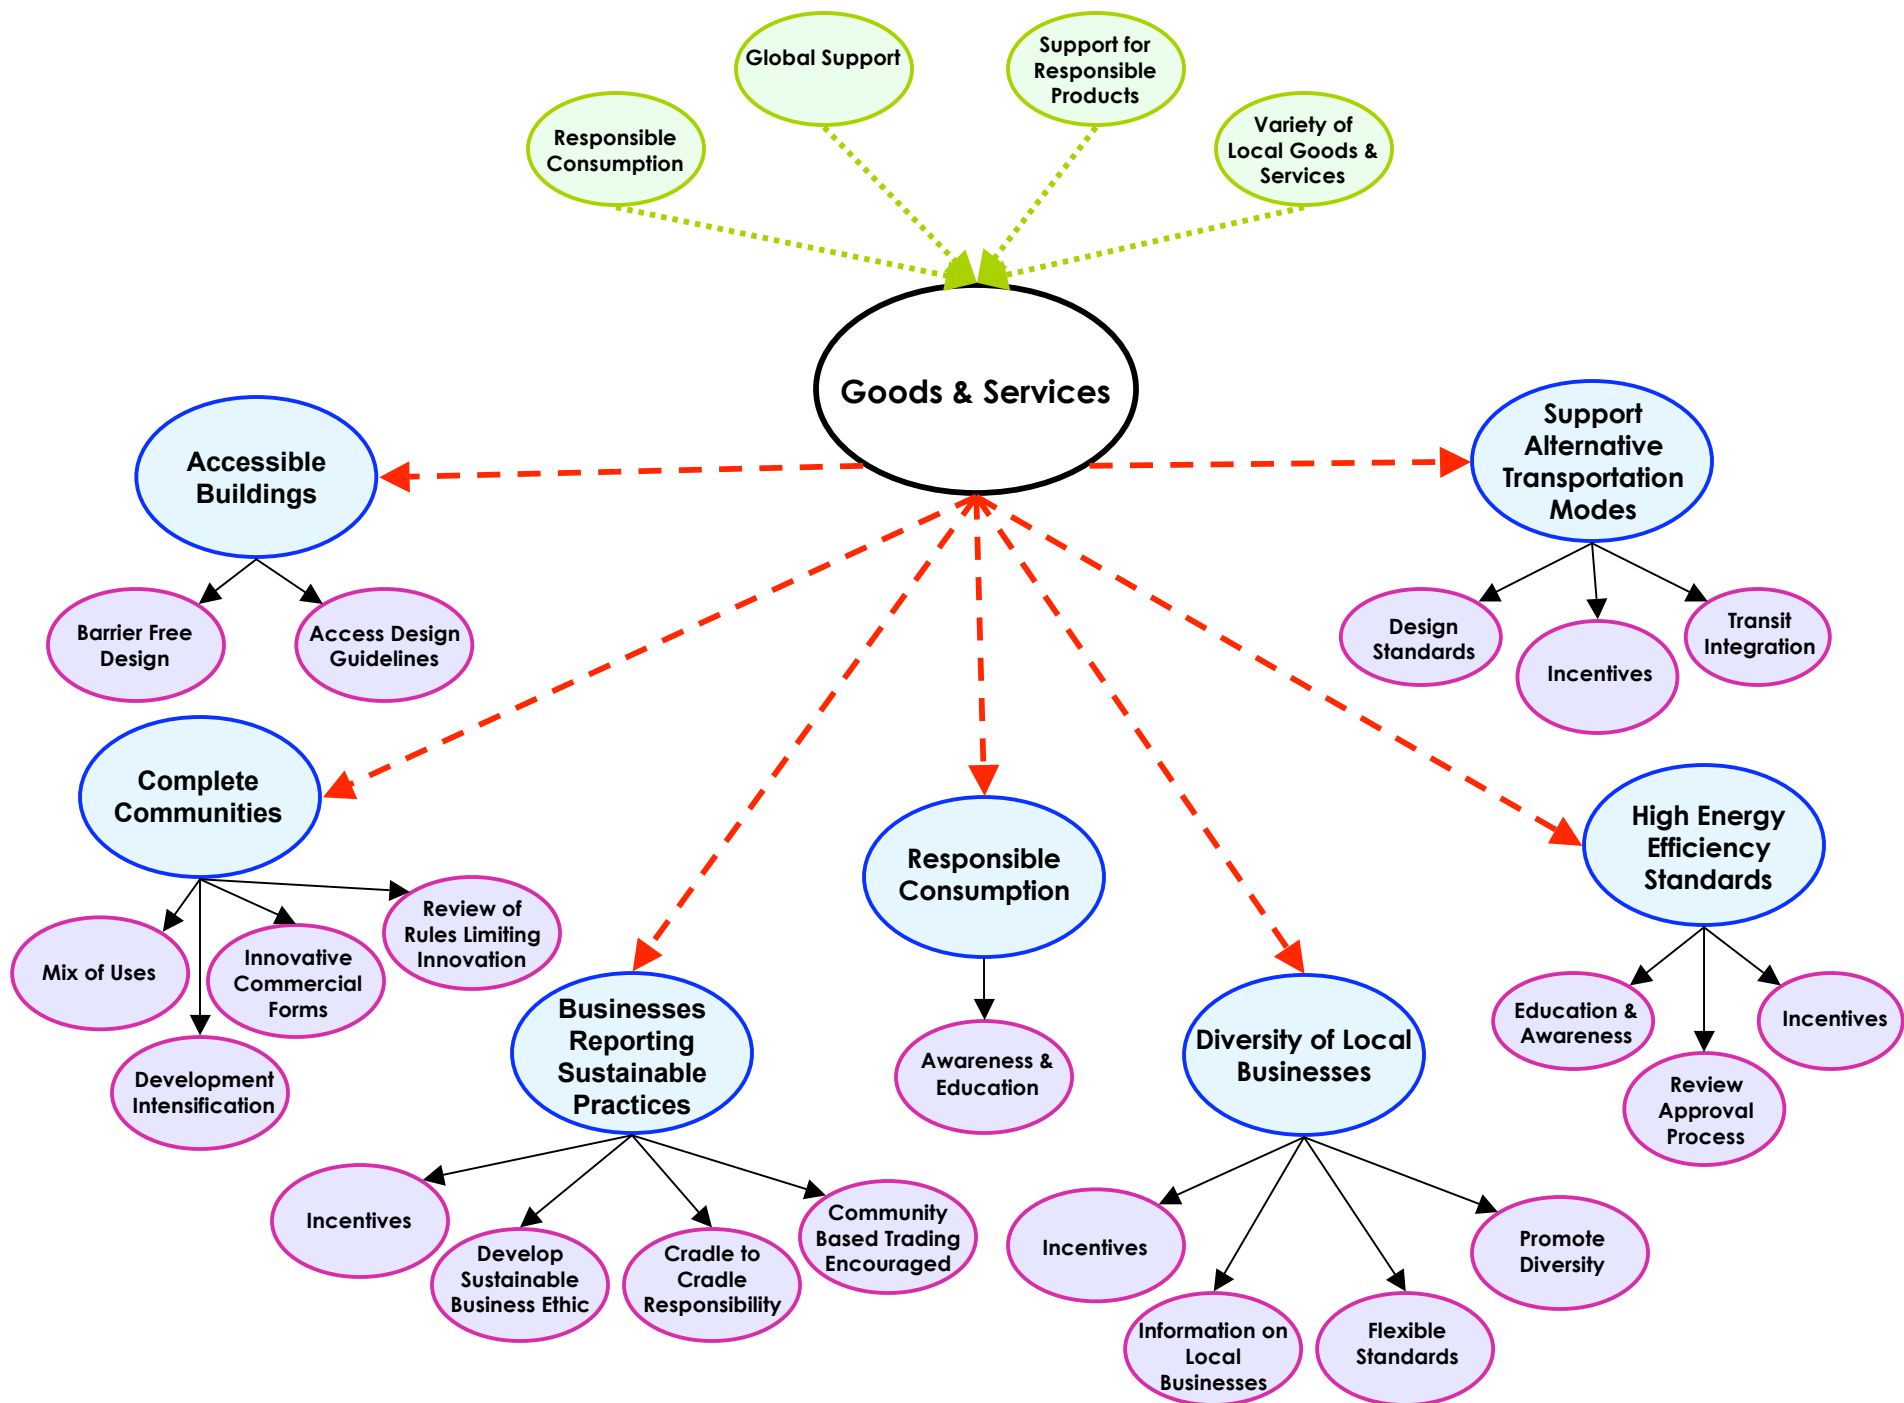 Global Support
Support for
Responsible
Products
Responsible
Consumption
Variety of
Local Goods &
Services
Goods & Services
Accessible
Buildings
Support
Alternative
Transportation
Modes
Barrier Free
Design
Access Design
Guidelines
Design
Standards
Incentives
Transit
Integration
Complete
Communities
Responsible
Consumption
High Energy
Efficiency
Standards
Mix of Uses
Innovative
Commercial
Forms
Review of
Rules Limiting
Innovation
Development
Intensification
Businesses
Reporting
Sustainable
Practices
Awareness &
Education
Diversity of Local
Businesses
Education &
Awareness
Review
Approval
Process
Incentives
Incentives
Develop
Sustainable
Business Ethic
Cradle to
Cradle
Responsibility
Community
Based Trading
Encouraged
Incentives
Information on
Local
Businesses
Flexible
Standards
Promote
Diversity